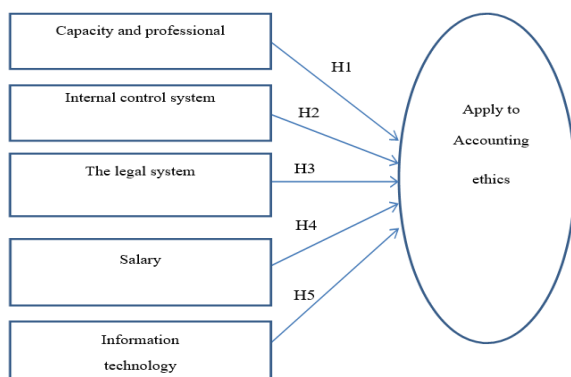 Capacity and professional
H1
Internal control system
H2
The legal system
H3
Salary
H4
Information
technology
H5
Apply to
Accounting
ethics